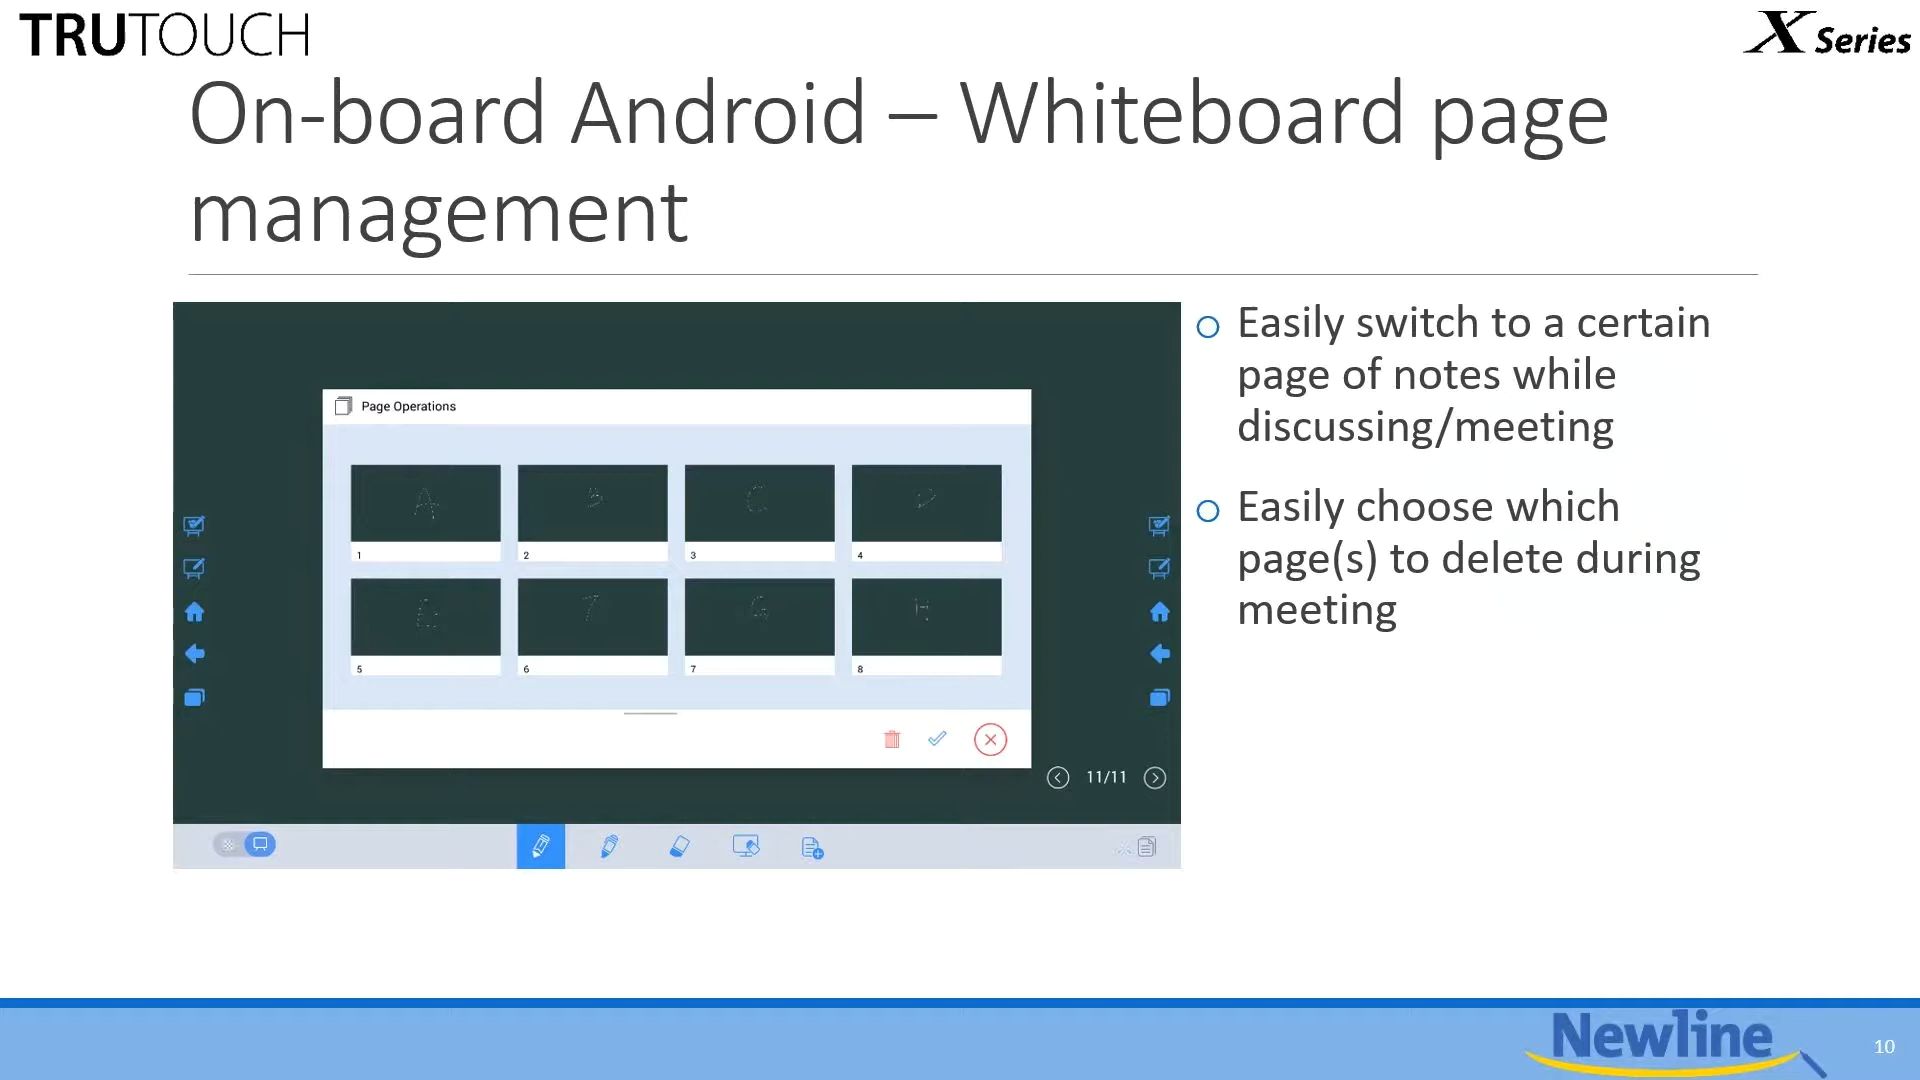 TRUTOUCH
X Series
On-board Android – Whiteboard page
management
Easily switch to a certain
page of notes while
discussing/meeting
Easily choose which
page(s) to delete during
meeting
Page Operations
A
B
C
D
1
2
3
4
E
7
G
H
5
6
7
8
11/11
Newline
10